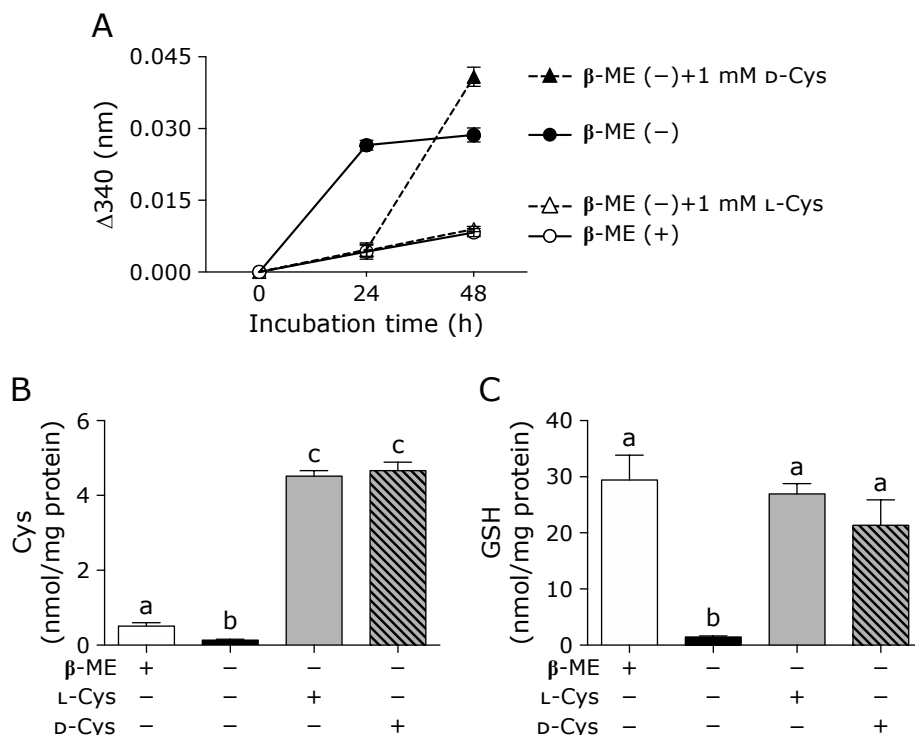 A
Δ340 (nm)
0.045
0.030
0.015
0.000
0 24 48
Incubation time (h)
β-ME (−)+1 mM D-Cys
β-ME (−)
β-ME (−)+1 mM L-Cys
β-ME (+)
B
Cys
(nmol/mg protein)
6
4
2
0
a b c c
β-ME + − − −
L-Cys − − + −
D-Cys − − − +
C
GSH
(nmol/mg protein)
40
30
20
10
0
a b a a
β-ME + − − −
L-Cys − − + −
D-Cys − − − +